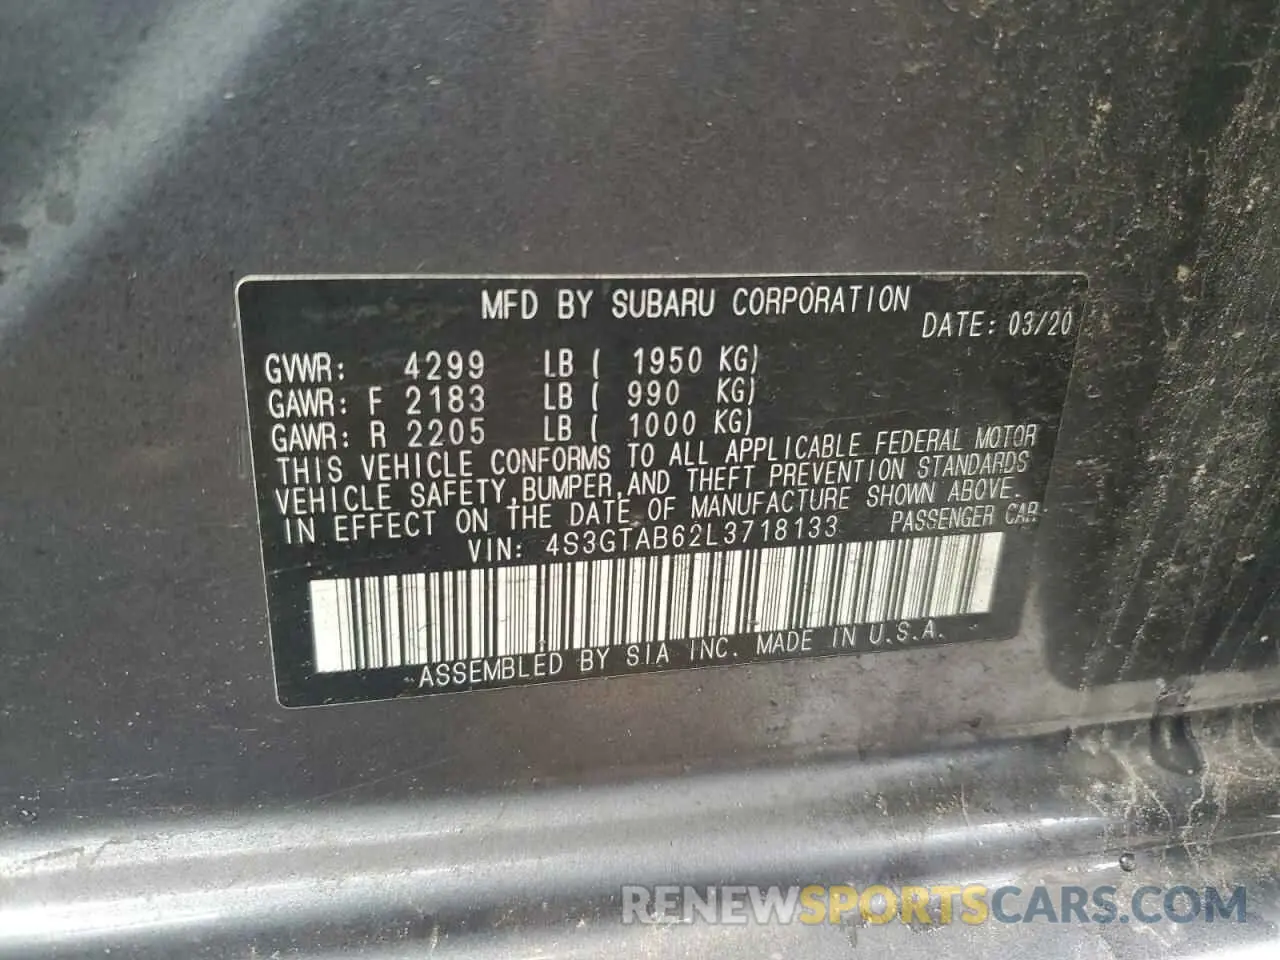 MFD BY SUBARU CORPORATION
DATE: 03/20
GVWR: 4299 LB ( 1950 KG)
GAWR: F 2183 LB ( 990 KG)
GAWR: R 2205 LB ( 1000 KG)
THIS VEHICLE CONFORMS TO ALL APPLICABLE FEDERAL MOTOR
VEHICLE SAFETY, BUMPER, AND THEFT PREVENTION STANDARDS
IN EFFECT ON THE DATE OF MANUFACTURE SHOWN ABOVE.
VIN: 4S3GTAB62L3718133 PASSENGER CAR
ASSEMBLED BY SIA INC. MADE IN U.S.A.
RENEWSPORTSCARS.COM